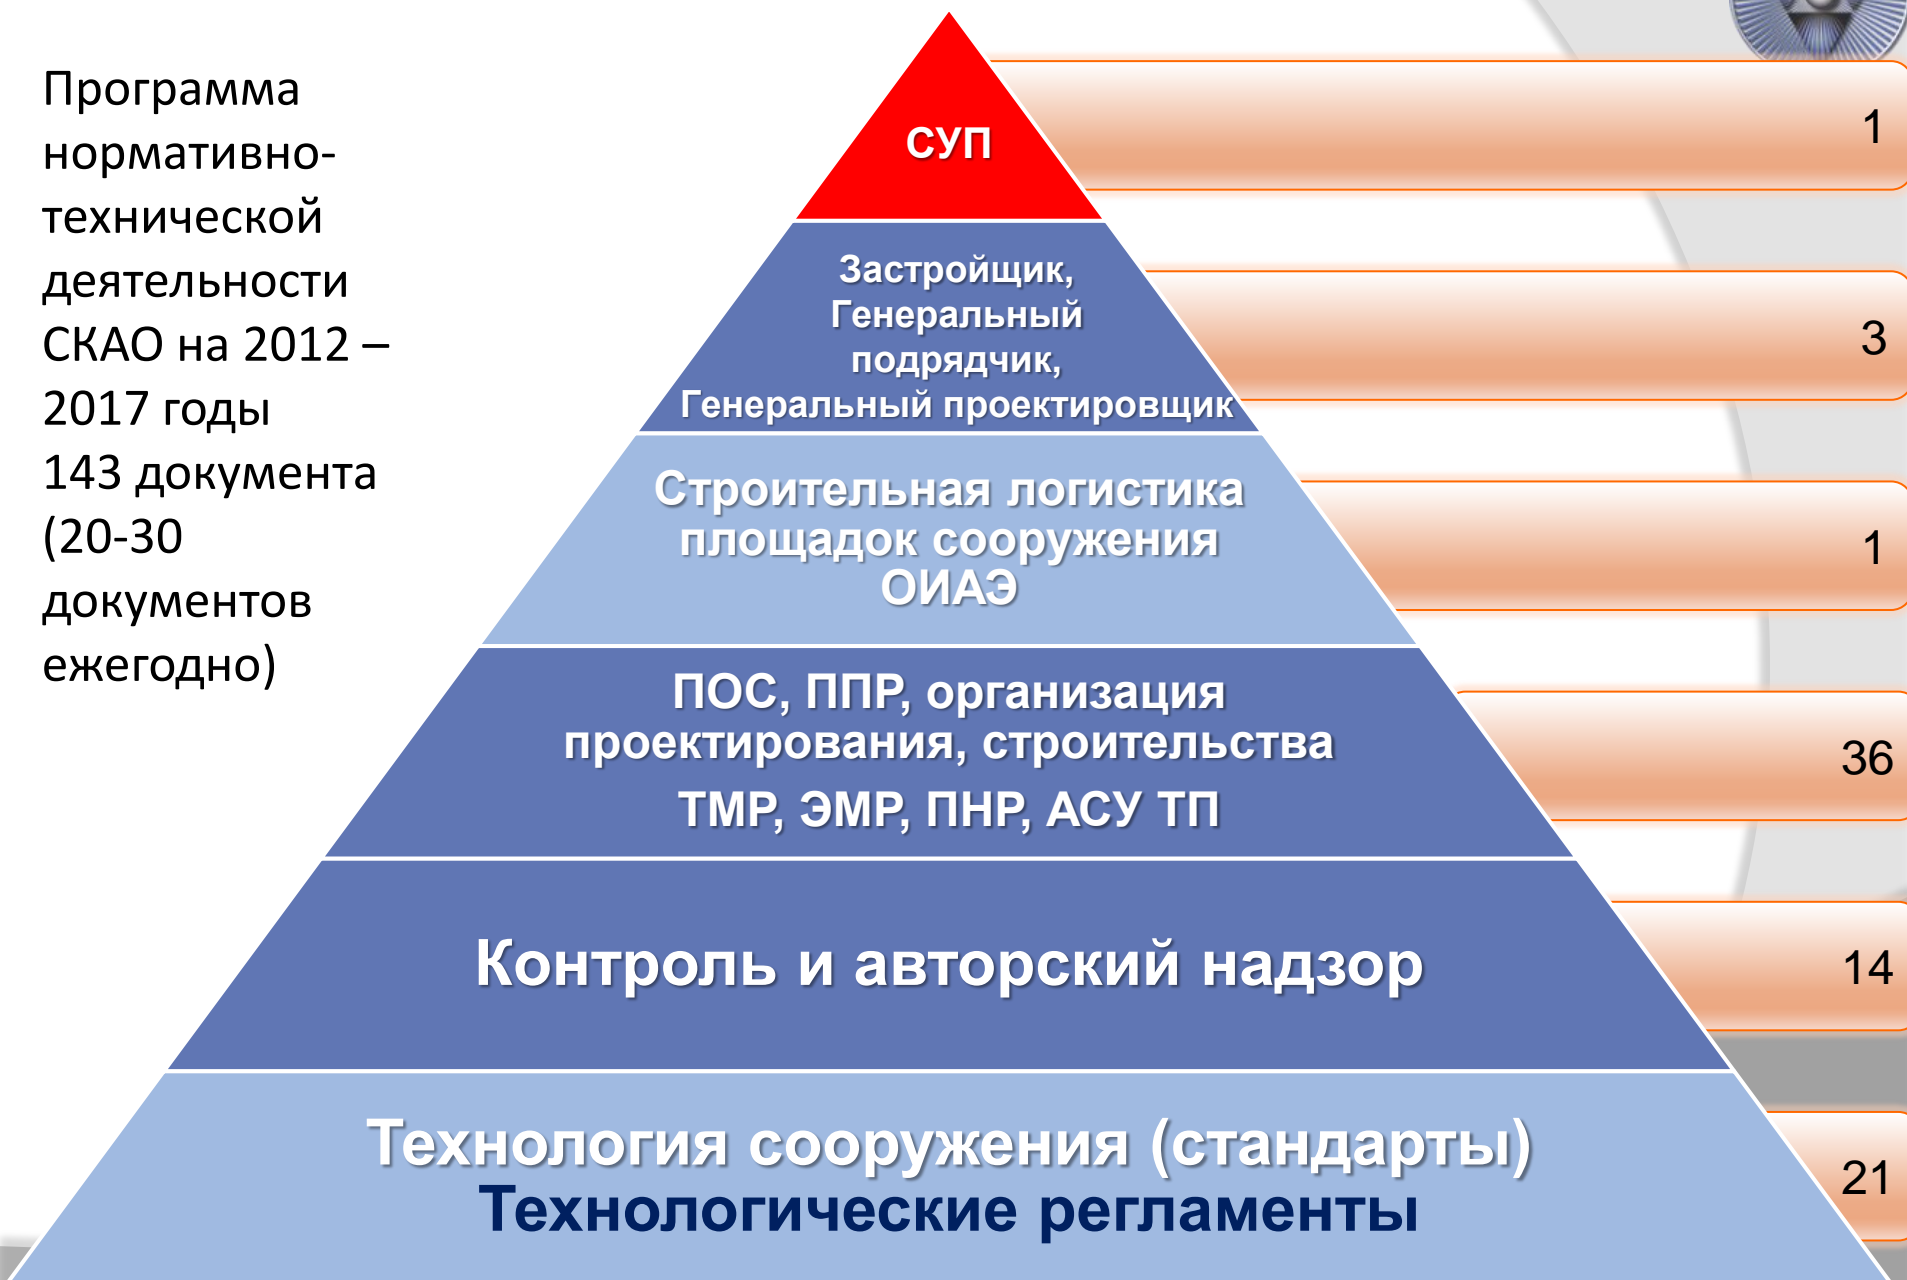 Программа
нормативно-
технической
деятельности
СКАО на 2012 –
2017 годы
143 документа
(20-30
документов
ежегодно)
СУП
1
Застройщик,
Генеральный
подрядчик,
Генеральный проектировщик
3
Строительная логистика
площадок сооружения
ОИАЭ
1
ПОС, ППР, организация
проектирования, строительства
ТМР, ЭМР, ПНР, АСУ ТП
36
Контроль и авторский надзор
14
Технология сооружения (стандарты)
Технологические регламенты
21